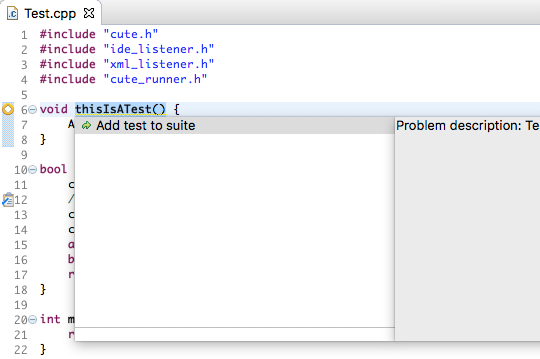 Test.cpp
1 #include "cute.h"
2 #include "ide_listener.h"
3 #include "xml_listener.h"
4 #include "cute_runner.h"
5
6 void thisIsATest() {
7 A
Add test to suite
Problem description: Te
8 }
9
10 bool
11 c
12 /
13 c
14 c
15 a
16 b
17 r
18 }
19
20 int m
21 r
22 }